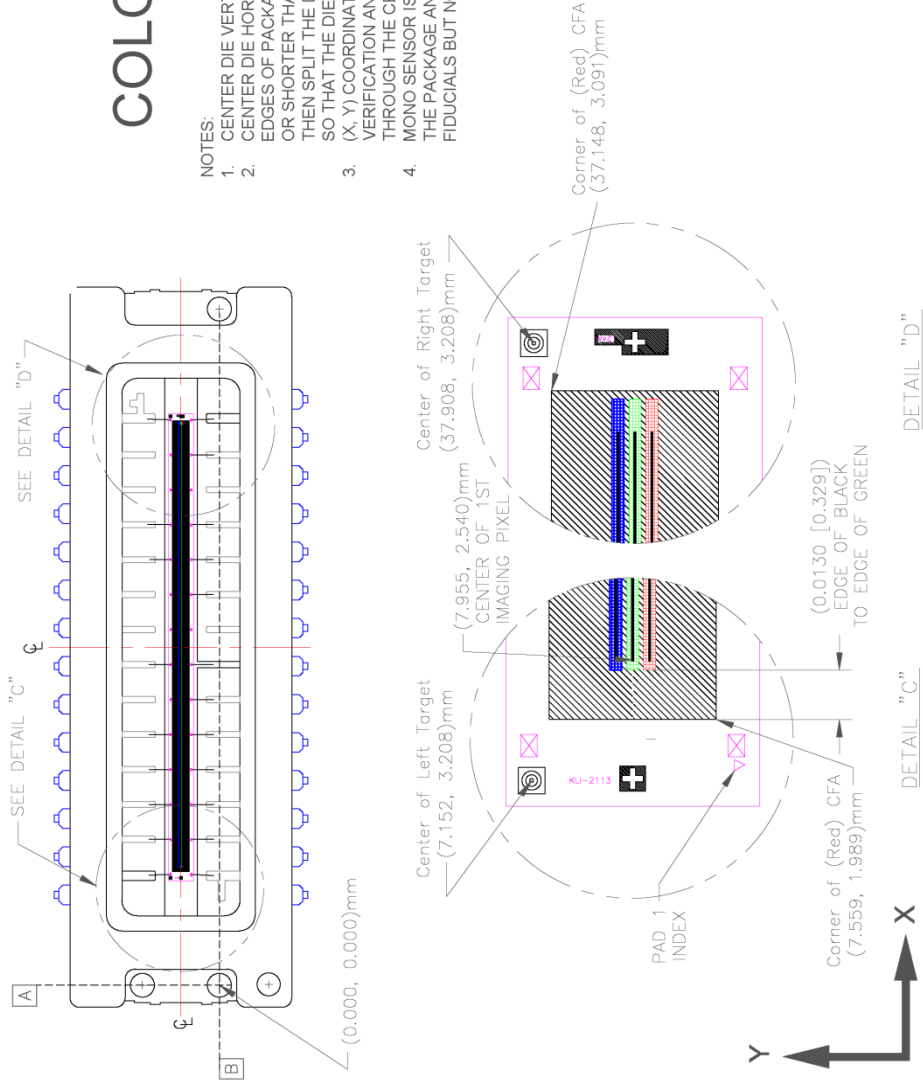 COLO
NOTES:
1. CENTER DIE VERT
2. CENTER DIE HOR
EDGES OF PACKA
OR SHORTER THA
THEN SPLIT THE
SO THAT THE DIE
3. (X, Y) COORDINAT
VERIFICATION AN
THROUGH THE
4. MONO SENSOR IS
THE PACKAGE AN
FIDUCIALS BUT N
SEE DETAIL "C"
SEE DETAIL "D"
A
B
(0.000, 0.000)mm
Center of Left Target
(7.152, 3.208)mm
(7.955, 2.540)mm
CENTER OF 1ST
IMAGING PIXEL
Center of Right Target
(37.908, 3.208)mm
Corner of (Red) CFA
(37.148, 3.091)mm
KLI-2113
PAD 1
INDEX
Corner of (Red) CFA
(7.559, 1.989)mm
(0.0130 [0.329])
EDGE OF BLACK
TO EDGE OF GREEN
DETAIL "C"
DETAIL "D"
Y
X